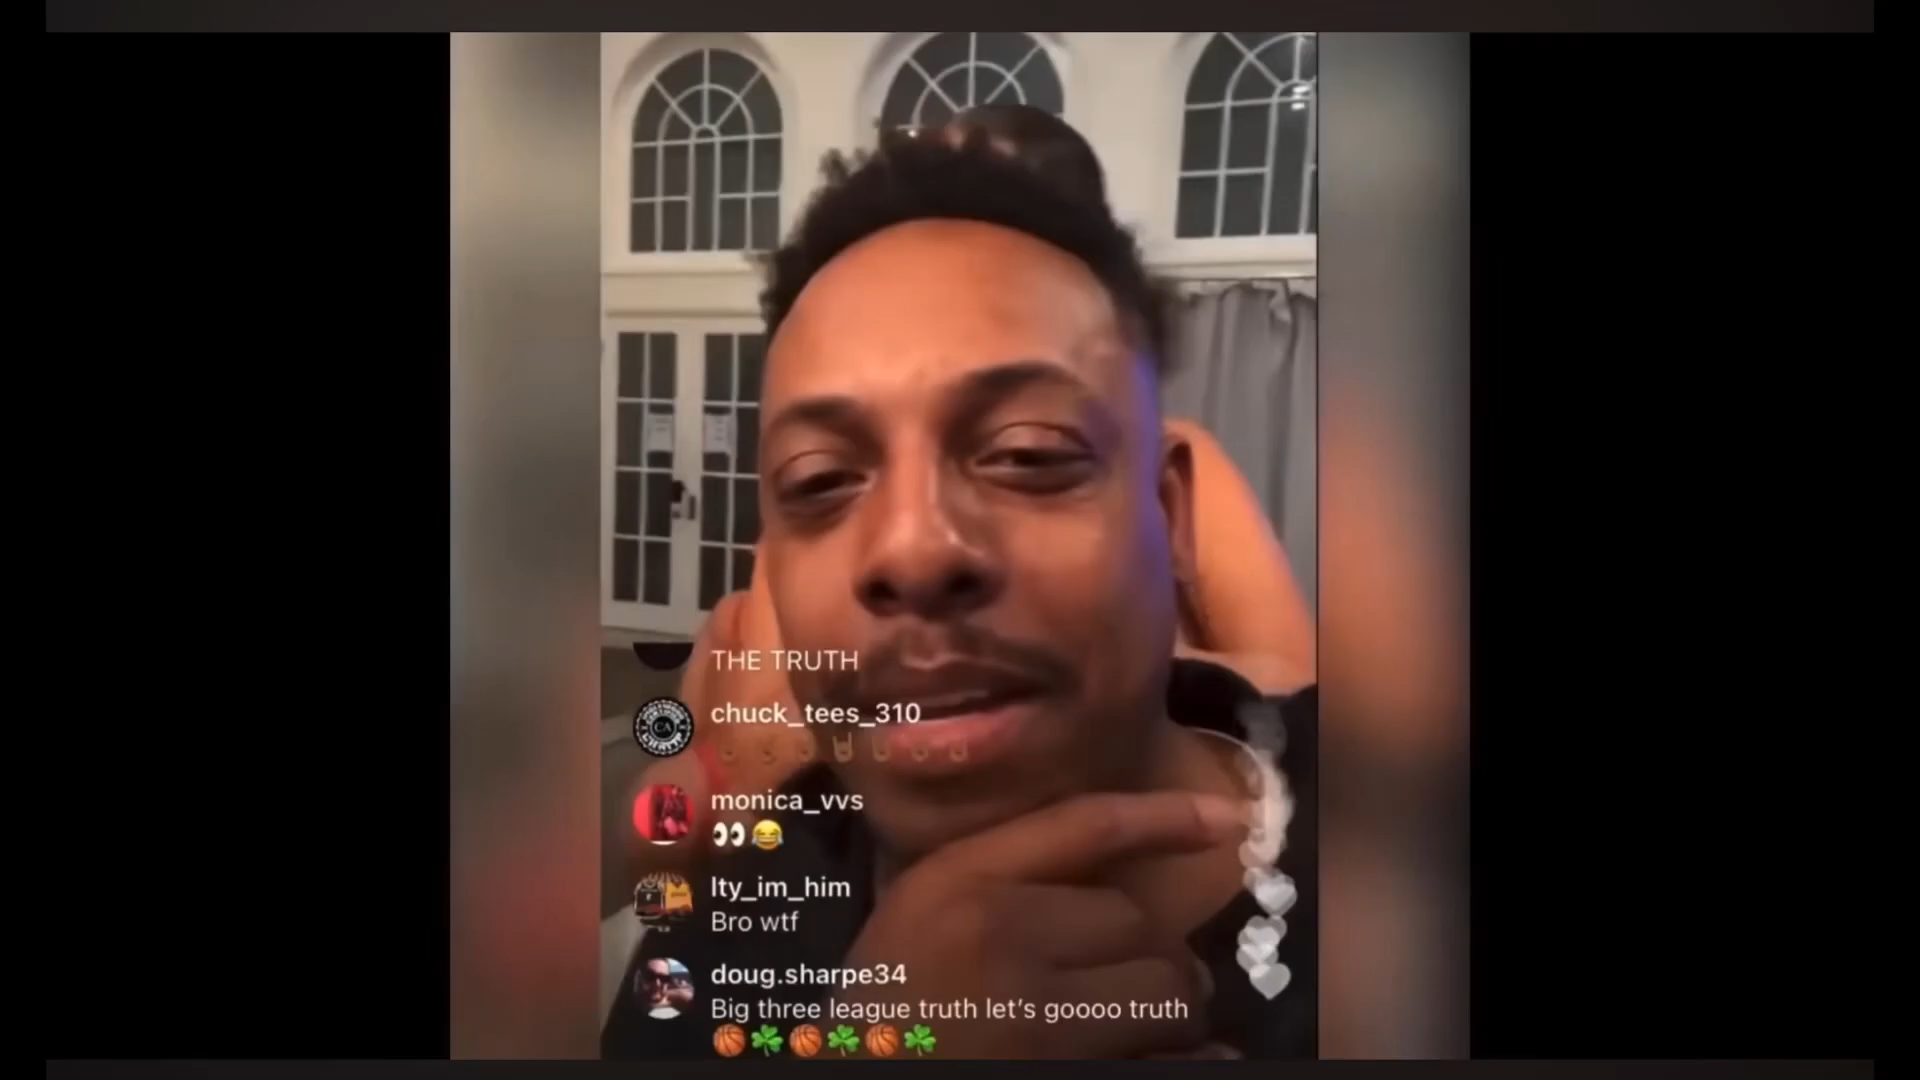 THE TRUTH
chuck_tees_310
monica_vvs
👀😂
lty_im_him
Bro wtf
doug.sharpe34
Big three league truth let's goooo truth
🏀☘️🏀☘️🏀☘️